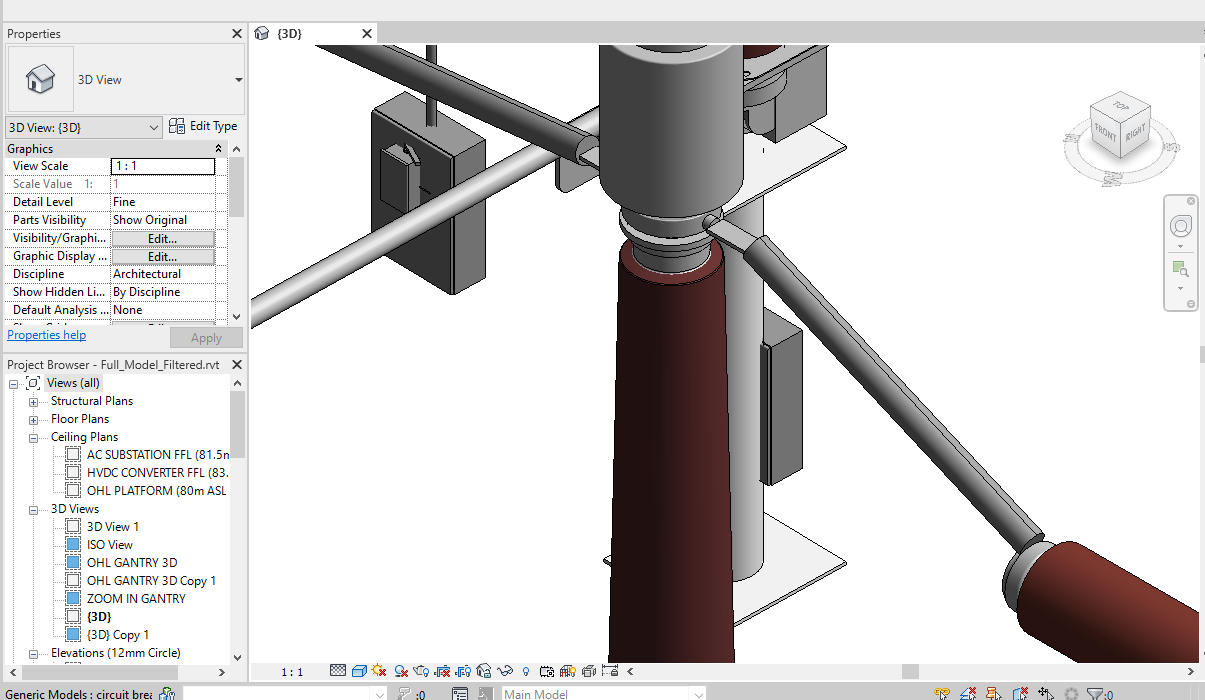 Properties
{3D}
3D View
3D View: {3D}
Edit Type
Graphics
View Scale
1 : 1
Scale Value 1:
1
Detail Level
Fine
Parts Visibility
Show Original
Visibility/Graphi...
Edit...
Graphic Display ...
Edit...
Discipline
Architectural
Show Hidden Li...
By Discipline
Default Analysis ...
None
Properties help
Apply
Project Browser - Full_Model_Filtered.rvt
Views (all)
Structural Plans
Floor Plans
Ceiling Plans
AC SUBSTATION FFL (81.5m
HVDC CONVERTER FFL (83.
OHL PLATFORM (80m ASL
3D Views
3D View 1
ISO View
OHL GANTRY 3D
OHL GANTRY 3D Copy 1
ZOOM IN GANTRY
{3D}
{3D} Copy 1
Elevations (12mm Circle)
TOP
FRONT
RIGHT
1 : 1
Generic Models : circuit brea
:0
Main Model
:0